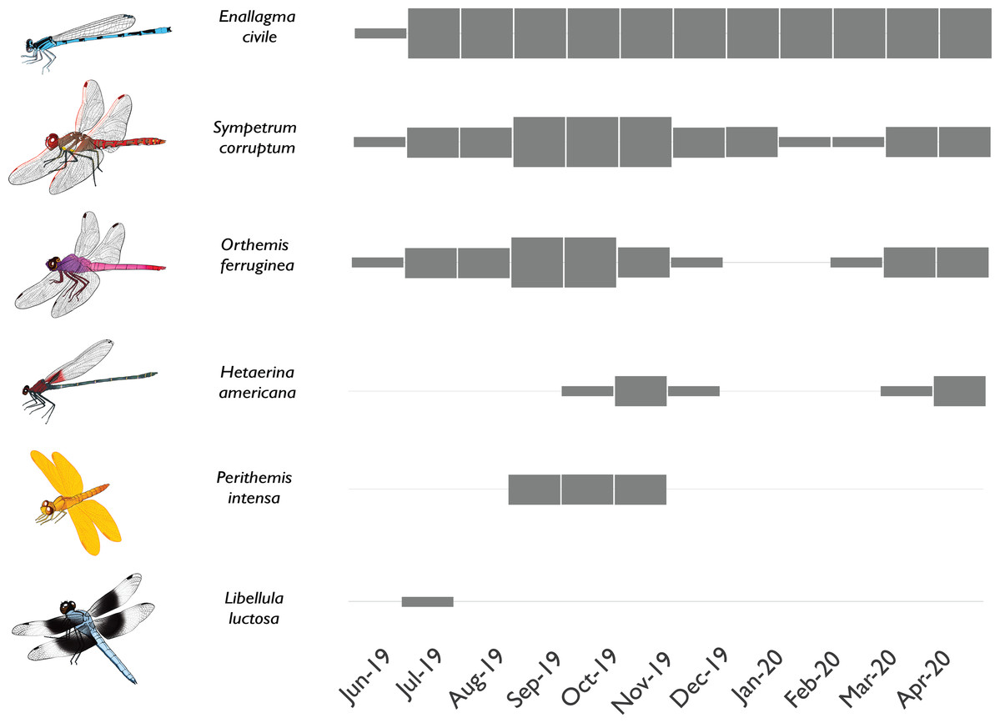 Enallagma
civile
Sympetrum
corruptum
Orthemis
ferruginea
Hetaerina
americana
Perithemis
intensa
Libellula
luctosa
Jun-19
Jul-19
Aug-19
Sep-19
Oct-19
Nov-19
Dec-19
Jan-20
Feb-20
Mar-20
Apr-20